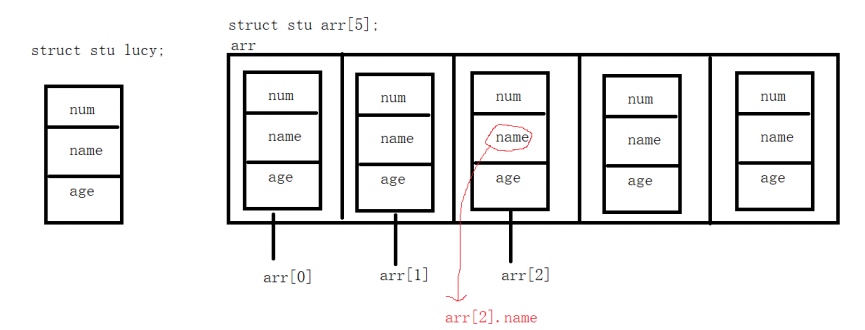 struct stu arr[5];
struct stu lucy;
arr
num
name
age
num
name
age
num
name
age
num
name
age
num
name
age
num
name
age
arr[0]
arr[1]
arr[2]
arr[2].name